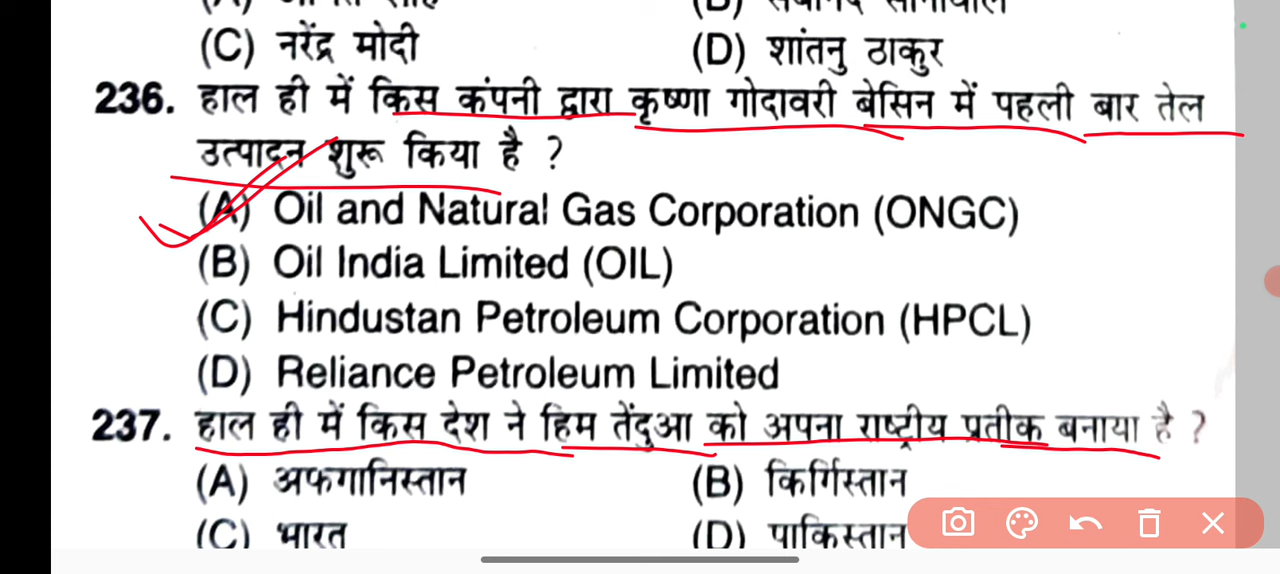 (C) नरेंद्र मोदी (D) शांतनु ठाकुर
236. हाल ही में किस कंपनी द्वारा कृष्णा गोदावरी बेसिन में पहली बार तेल
उत्पादन शुरू किया है ?
(A) Oil and Natural Gas Corporation (ONGC)
(B) Oil India Limited (OIL)
(C) Hindustan Petroleum Corporation (HPCL)
(D) Reliance Petroleum Limited
237. हाल ही में किस देश ने हिम तेंदुआ को अपना राष्ट्रीय प्रतीक बनाया है ?
(A) अफगानिस्तान (B) किर्गिस्तान
(C) भारत (D) पाकिस्तान